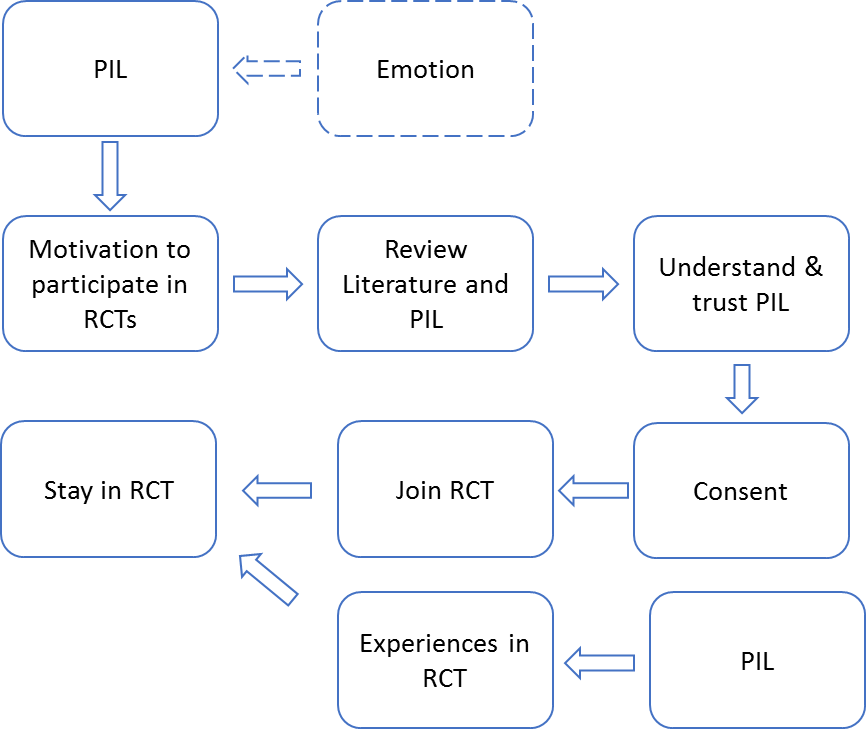 PIL
Emotion
Motivation to
participate in
RCTs
Review
Literature and
PIL
Understand &
trust PIL
Stay in RCT
Join RCT
Consent
Experiences in
RCT
PIL